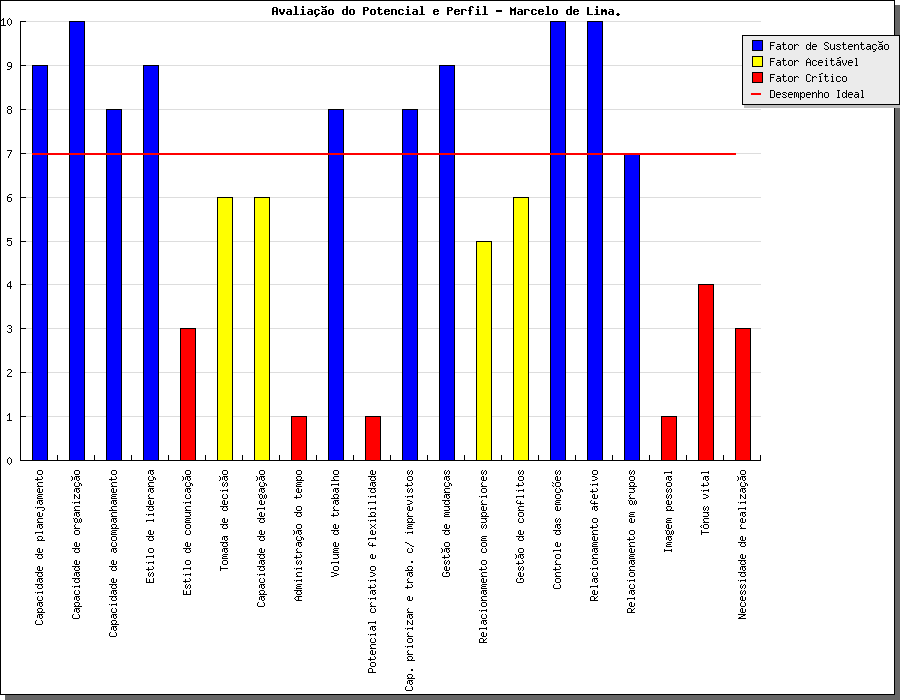 Avaliação do Potencial e Perfil - Marcelo de Lima.
Fator de Sustentação
Fator Aceitável
Fator Crítico
Desempenho Ideal
10
9
8
7
6
5
4
3
2
1
0
Capacidade de planejamento
Capacidade de organização
Capacidade de acompanhamento
Estilo de liderança
Estilo de comunicação
Tomada de decisão
Capacidade de delegação
Administração do tempo
Volume de trabalho
Potencial criativo e flexibilidade
Cap. priorizar e trab. c/ imprevistos
Gestão de mudanças
Relacionamento com superiores
Gestão de conflitos
Controle das emoções
Relacionamento afetivo
Relacionamento em grupos
Imagem pessoal
Tônus vital
Necessidade de realização